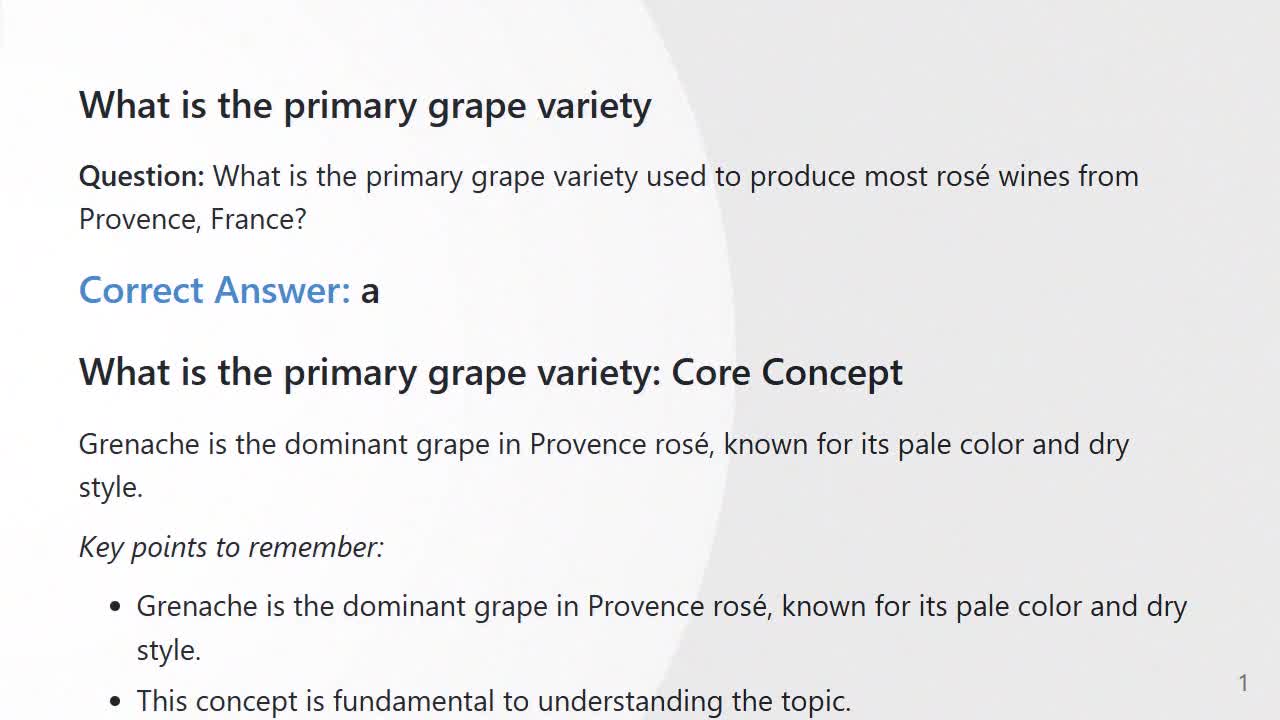 What is the primary grape variety
Question: What is the primary grape variety used to produce most rosé wines from
Provence, France?
Correct Answer: a
What is the primary grape variety: Core Concept
Grenache is the dominant grape in Provence rosé, known for its pale color and dry
style.
Key points to remember:
• Grenache is the dominant grape in Provence rosé, known for its pale color and dry
style.
• This concept is fundamental to understanding the topic.
1